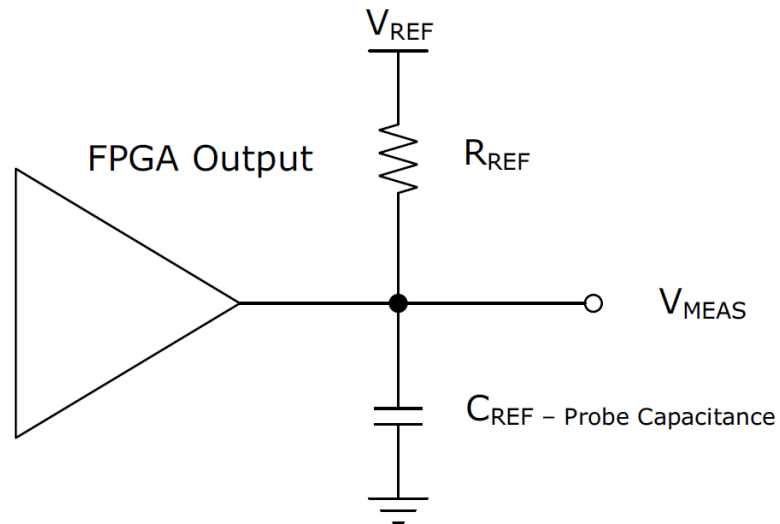 VREF
FPGA Output
RREF
VMEAS
CREF – Probe Capacitance